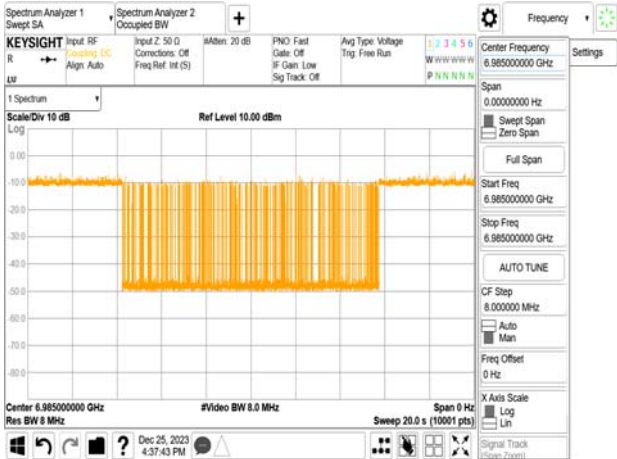 Spectrum Analyzer 1
Swept SA
Spectrum Analyzer 2
Occupied BW
+
Frequency
KEYSIGHT
R
Input: RF
Coupling: DC
Align: Auto
Input Z: 50 Ω
Corrections: Off
Freq Ref: Int (S)
#Atten: 20 dB
PNO: Fast
Gate: Off
IF Gain: Low
Sig Track: Off
Avg Type: Voltage
Trig: Free Run
1 2 3 4 5 6
W W W W W W
P N N N N N
Center Frequency
6.985000000 GHz
Settings
Span
0.00000000 Hz
Swept Span
Zero Span
Full Span
Start Freq
6.985000000 GHz
Stop Freq
6.985000000 GHz
AUTO TUNE
CF Step
8.000000 MHz
Auto
Man
Freq Offset
0 Hz
X Axis Scale
Log
Lin
Signal Track
(Span Zoom)
1 Spectrum
Scale/Div 10 dB
Ref Level 10.00 dBm
Log
0.00
-10.0
-20.0
-30.0
-40.0
-50.0
-60.0
-70.0
-80.0
Center 6.985000000 GHz
#Video BW 8.0 MHz
Span 0 Hz
Res BW 8 MHz
Sweep 20.0 s (10001 pts)
?
Dec 25, 2023
4:37:43 PM